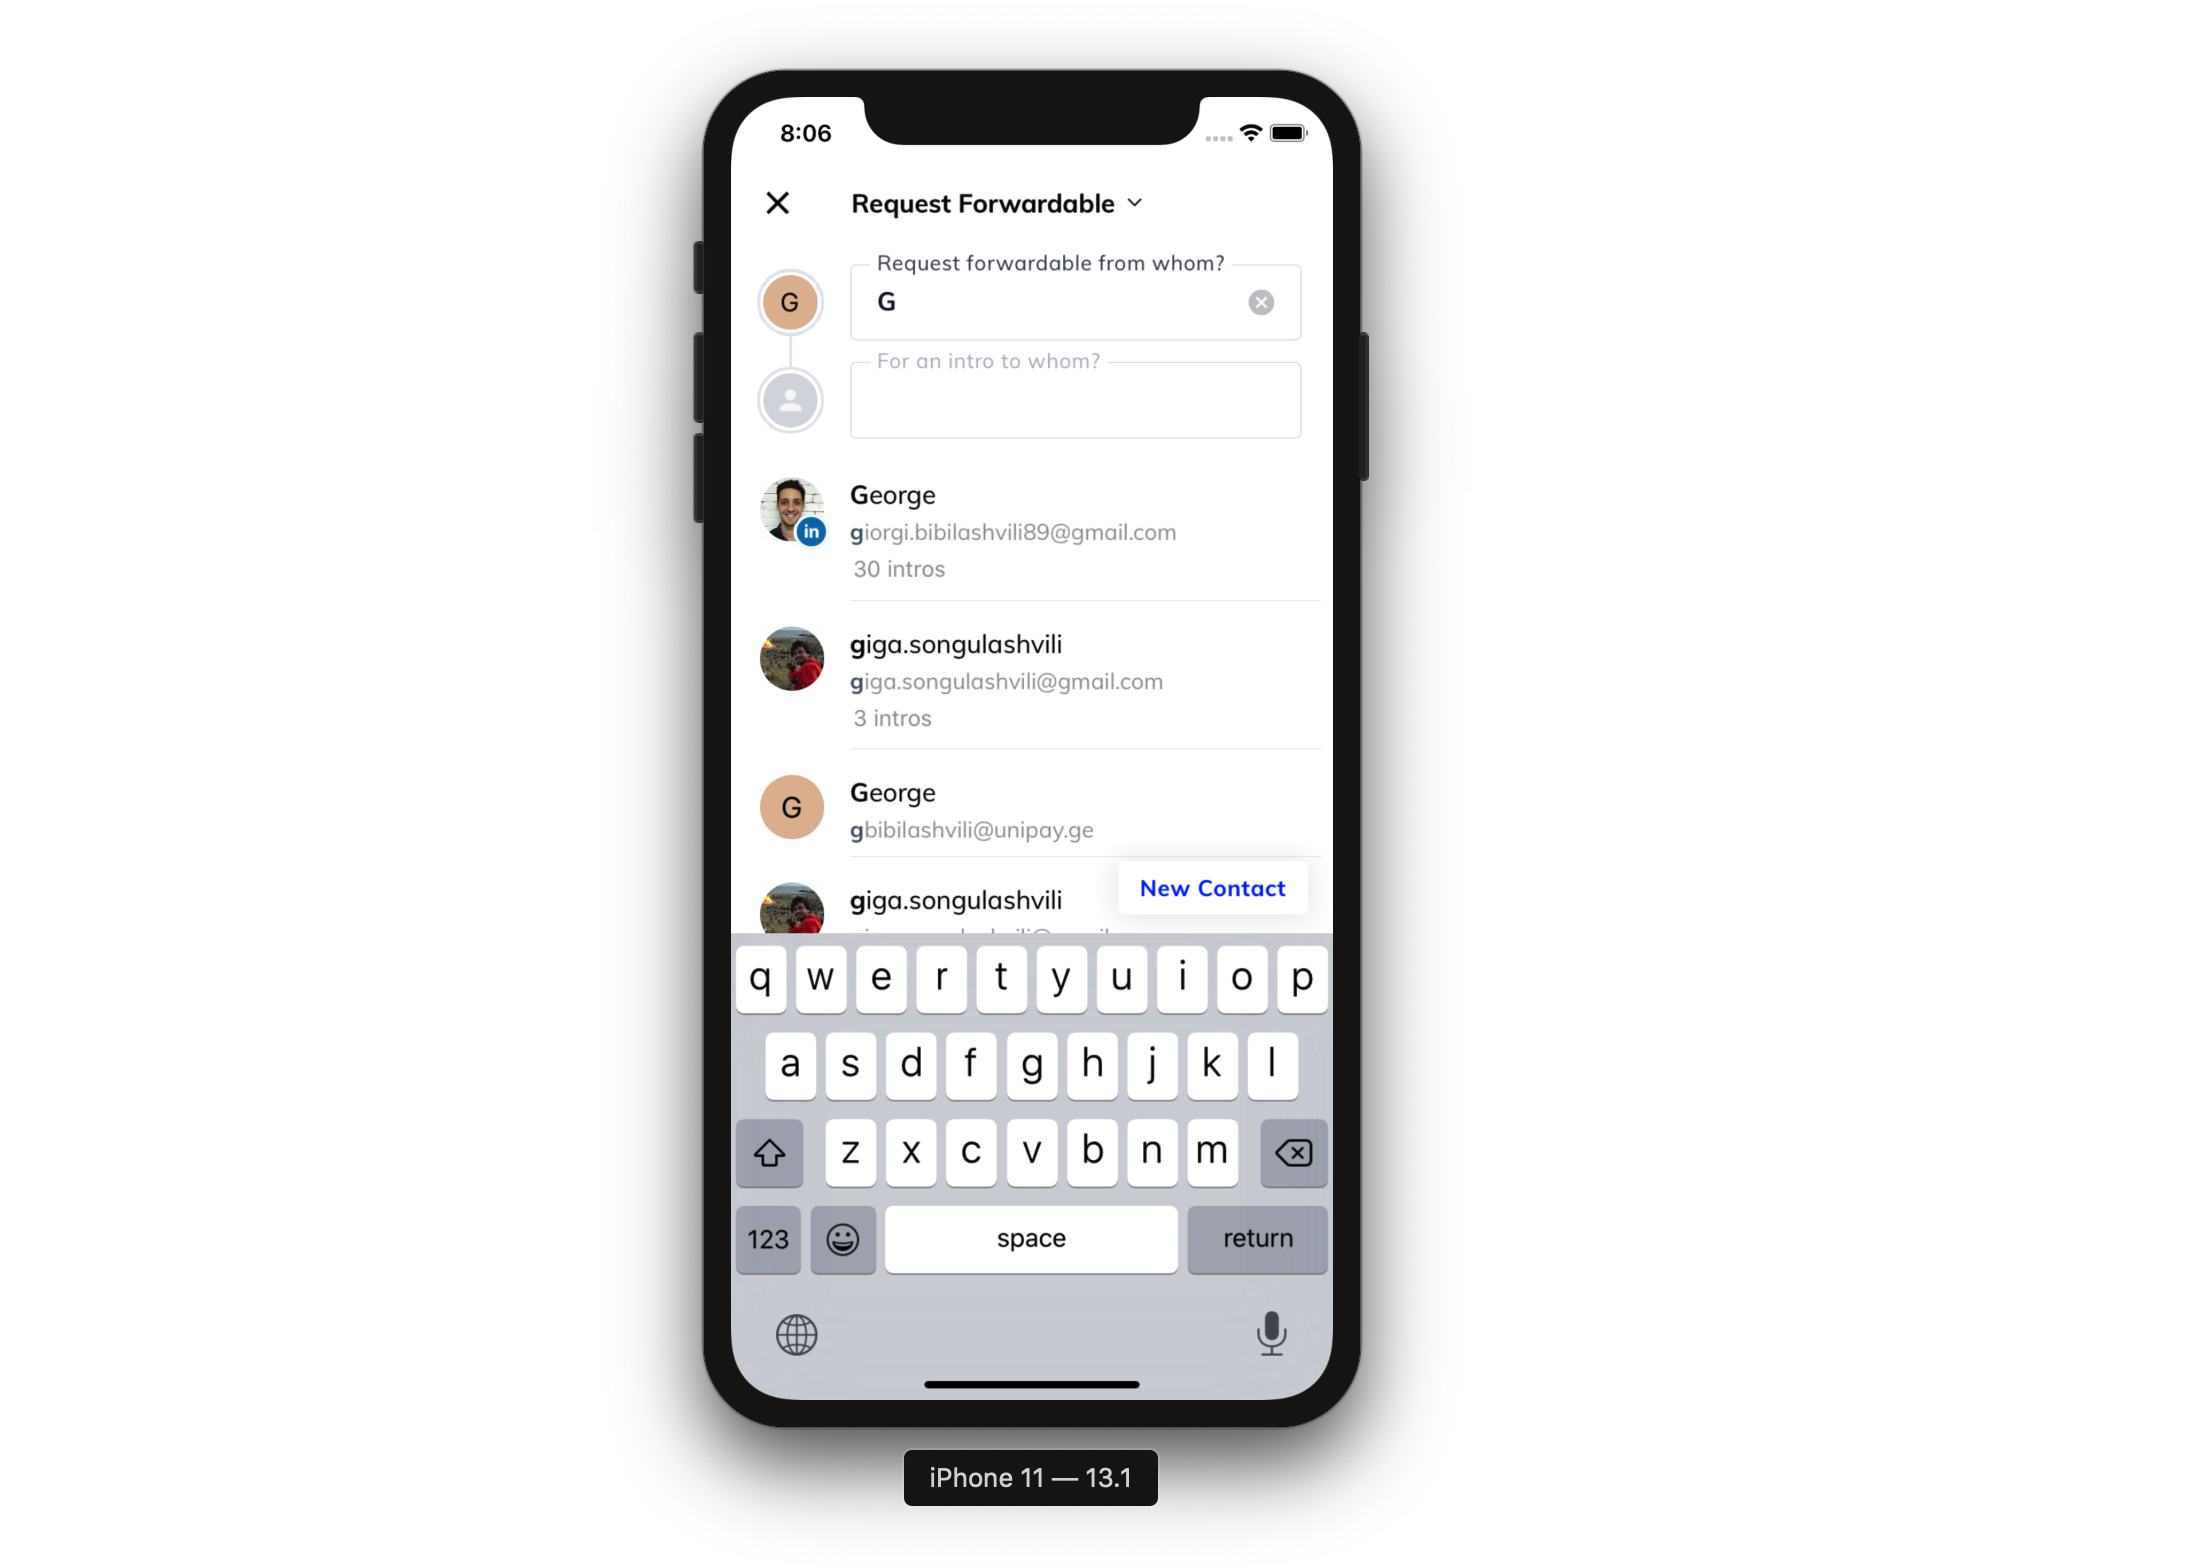 8:06
Request Forwardable
Request forwardable from whom?
G
G
For an intro to whom?
George
in
giorgi.bibilashvili89@gmail.com
30 intros
giga.songulashvili
giga.songulashvili@gmail.com
3 intros
George
G
gbibilashvili@unipay.ge
New Contact
giga.songulashvili
q w e r t y u i o p
a s d f g h j k l
z x c v b n m
123 space return
iPhone 11 — 13.1